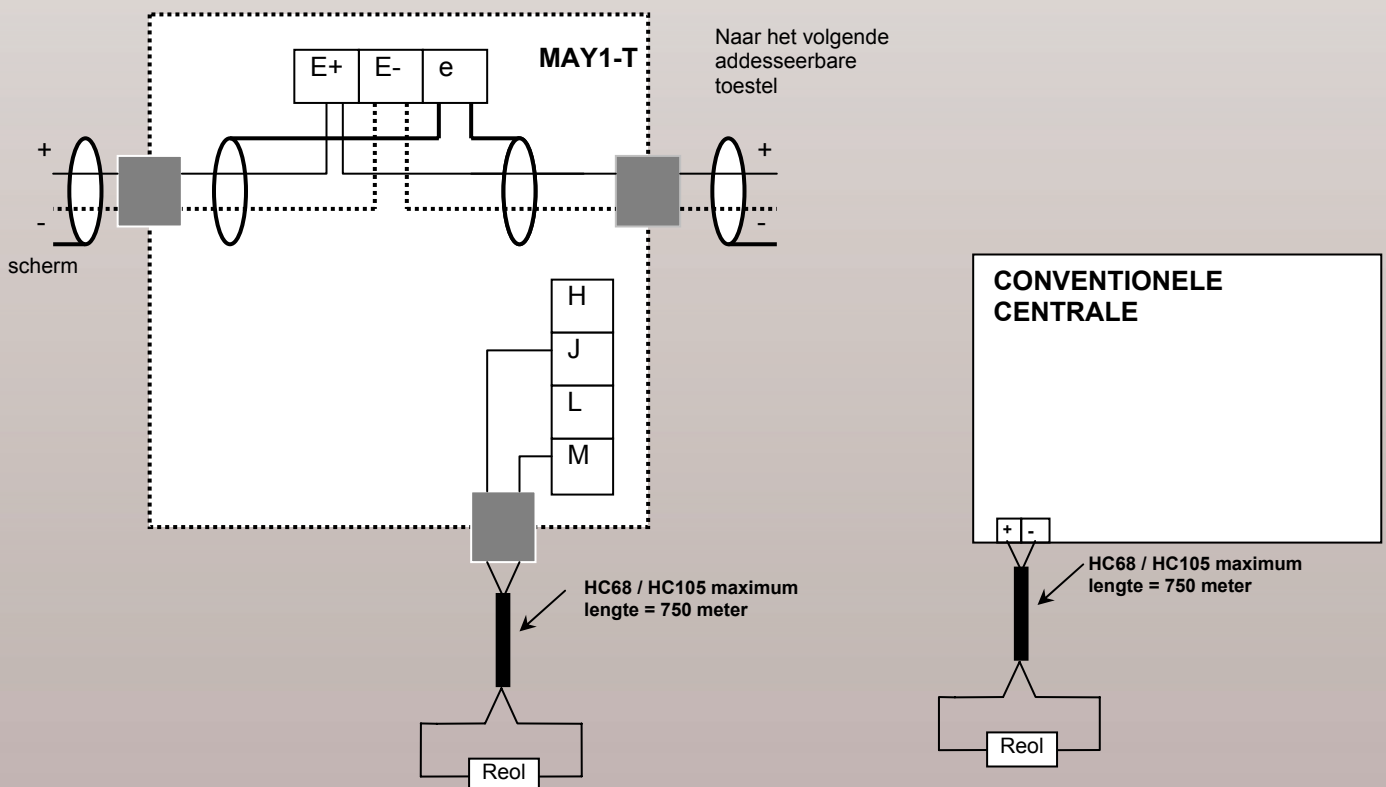 MAY1-T
E+ E- e
Naar het volgende
addesseerbare
toestel
+
-
scherm
+
-
H
J
L
M
HC68 / HC105 maximum
lengte = 750 meter
Reol
CONVENTIONELE
CENTRALE
+ -
HC68 / HC105 maximum
lengte = 750 meter
Reol